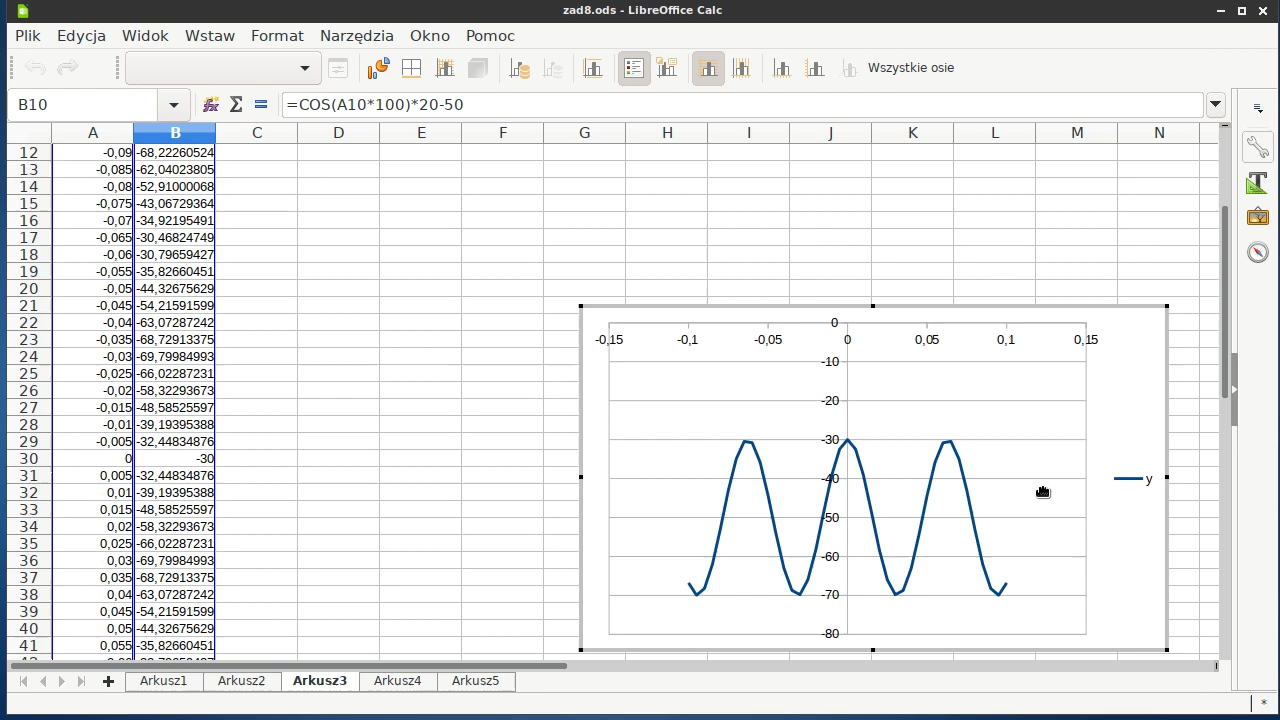 zad8.ods - LibreOffice Calc
Plik Edycja Widok Wstaw Format Narzędzia Okno Pomoc
Wszystkie osie
B10 =COS(A10*100)*20-50
A B C D E F G H I J K L M N
12 -0,09 -68,22260524
13 -0,085 -62,04023805
14 -0,08 -52,91000068
15 -0,075 -43,06729364
16 -0,07 -34,92195491
17 -0,065 -30,46824749
18 -0,06 -30,79659427
19 -0,055 -35,82660451
20 -0,05 -44,32675629
21 -0,045 -54,21591599
22 -0,04 -63,07287242
23 -0,035 -68,72913375
24 -0,03 -69,79984993
25 -0,025 -66,02287231
26 -0,02 -58,32293673
27 -0,015 -48,58525597
28 -0,01 -39,19395388
29 -0,005 -32,44834876
30 0 -30
31 0,005 -32,44834876
32 0,01 -39,19395388
33 0,015 -48,58525597
34 0,02 -58,32293673
35 0,025 -66,02287231
36 0,03 -69,79984993
37 0,035 -68,72913375
38 0,04 -63,07287242
39 0,045 -54,21591599
40 0,05 -44,32675629
41 0,055 -35,82660451
0
-0,15 -0,1 -0,05 0 0,05 0,1 0,15
-10
-20
-30
-40
-50
-60
-70
-80
y
Arkusz1 Arkusz2 Arkusz3 Arkusz4 Arkusz5
*